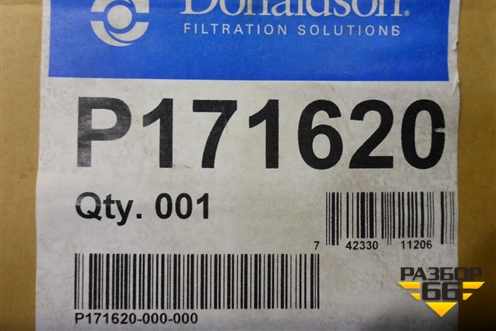 Donaldson®
FILTRATION SOLUTIONS
P171620
Qty. 001
7 42330 11206
P171620-000-000
РАЗБОР
66